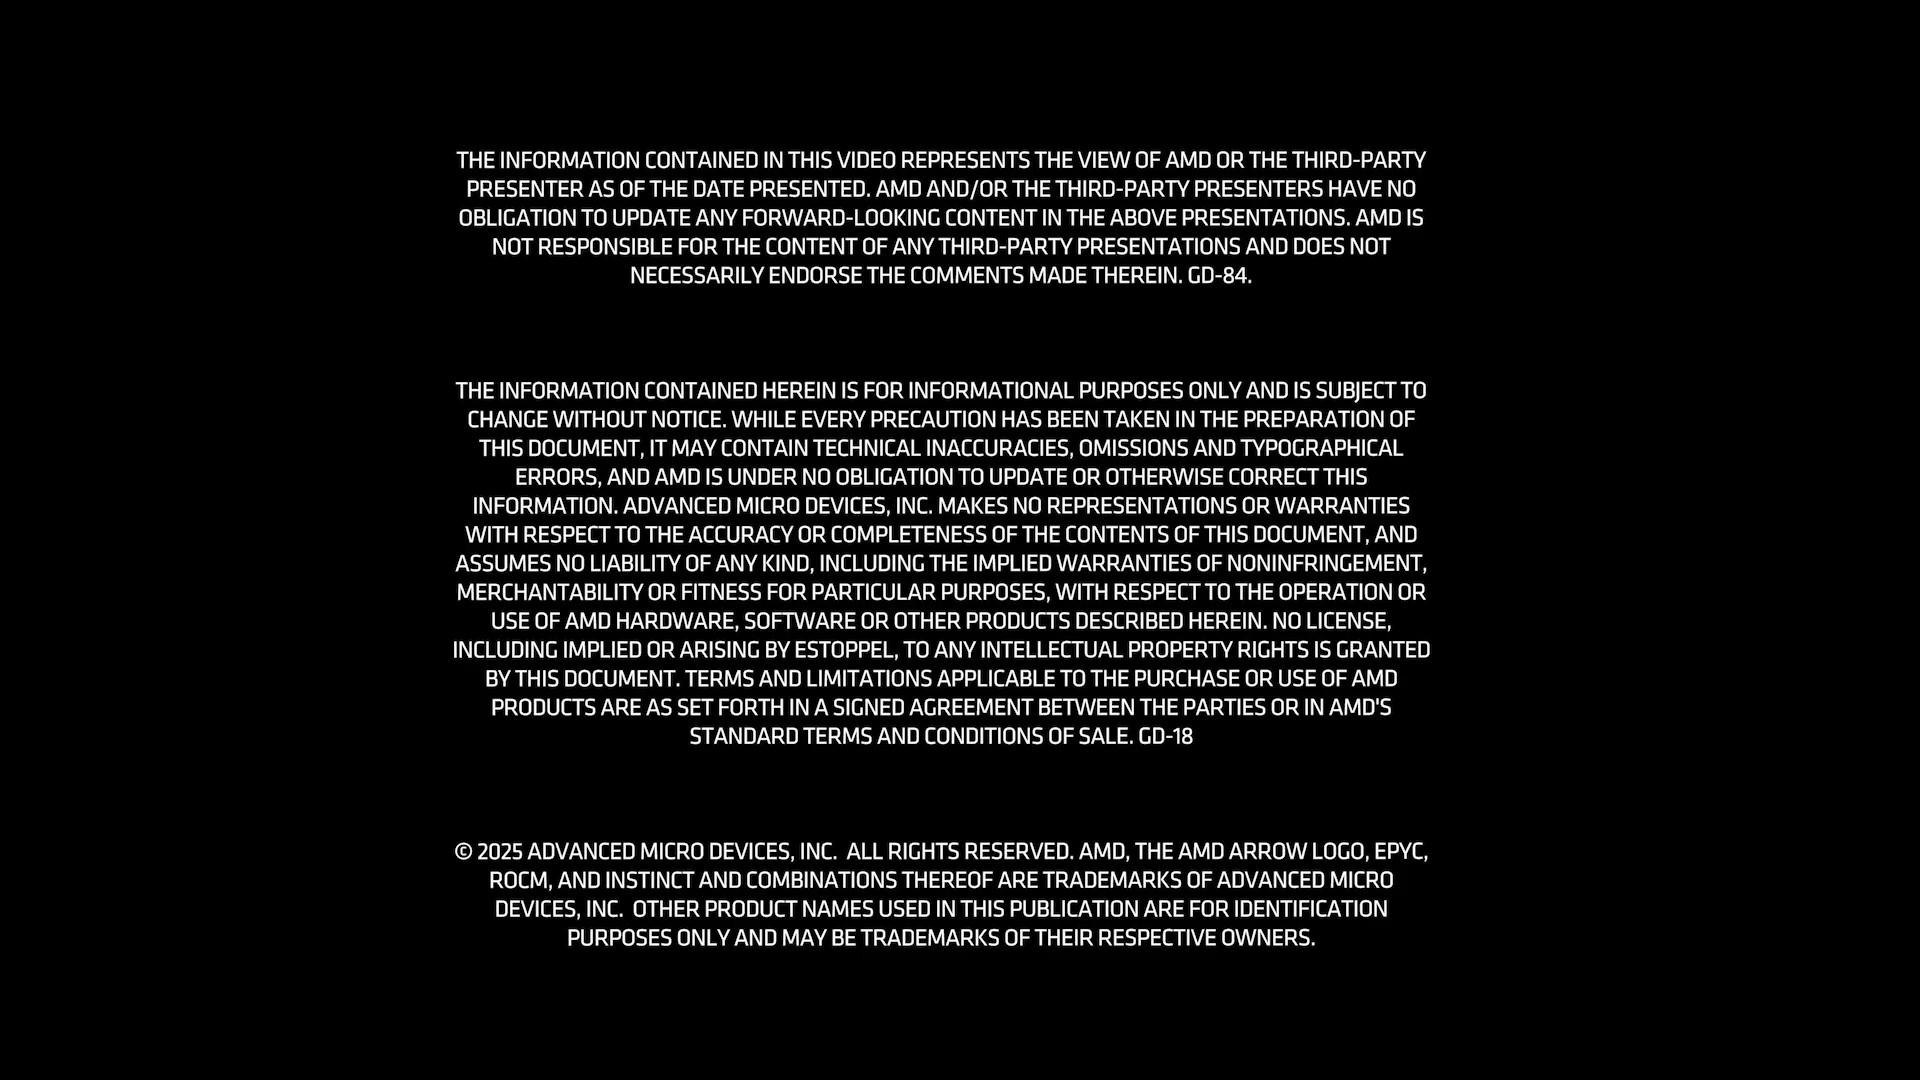 THE INFORMATION CONTAINED IN THIS VIDEO REPRESENTS THE VIEW OF AMD OR THE THIRD-PARTY
PRESENTER AS OF THE DATE PRESENTED. AMD AND/OR THE THIRD-PARTY PRESENTERS HAVE NO
OBLIGATION TO UPDATE ANY FORWARD-LOOKING CONTENT IN THE ABOVE PRESENTATIONS. AMD IS
NOT RESPONSIBLE FOR THE CONTENT OF ANY THIRD-PARTY PRESENTATIONS AND DOES NOT
NECESSARILY ENDORSE THE COMMENTS MADE THEREIN. GD-84.
THE INFORMATION CONTAINED HEREIN IS FOR INFORMATIONAL PURPOSES ONLY AND IS SUBJECT TO
CHANGE WITHOUT NOTICE. WHILE EVERY PRECAUTION HAS BEEN TAKEN IN THE PREPARATION OF
THIS DOCUMENT, IT MAY CONTAIN TECHNICAL INACCURACIES, OMISSIONS AND TYPOGRAPHICAL
ERRORS, AND AMD IS UNDER NO OBLIGATION TO UPDATE OR OTHERWISE CORRECT THIS
INFORMATION. ADVANCED MICRO DEVICES, INC. MAKES NO REPRESENTATIONS OR WARRANTIES
WITH RESPECT TO THE ACCURACY OR COMPLETENESS OF THE CONTENTS OF THIS DOCUMENT, AND
ASSUMES NO LIABILITY OF ANY KIND, INCLUDING THE IMPLIED WARRANTIES OF NONINFRINGEMENT,
MERCHANTABILITY OR FITNESS FOR PARTICULAR PURPOSES, WITH RESPECT TO THE OPERATION OR
USE OF AMD HARDWARE, SOFTWARE OR OTHER PRODUCTS DESCRIBED HEREIN. NO LICENSE,
INCLUDING IMPLIED OR ARISING BY ESTOPPEL, TO ANY INTELLECTUAL PROPERTY RIGHTS IS GRANTED
BY THIS DOCUMENT. TERMS AND LIMITATIONS APPLICABLE TO THE PURCHASE OR USE OF AMD
PRODUCTS ARE AS SET FORTH IN A SIGNED AGREEMENT BETWEEN THE PARTIES OR IN AMD'S
STANDARD TERMS AND CONDITIONS OF SALE. GD-18
© 2025 ADVANCED MICRO DEVICES, INC.  ALL RIGHTS RESERVED. AMD, THE AMD ARROW LOGO, EPYC,
ROCM, AND INSTINCT AND COMBINATIONS THEREOF ARE TRADEMARKS OF ADVANCED MICRO
DEVICES, INC.  OTHER PRODUCT NAMES USED IN THIS PUBLICATION ARE FOR IDENTIFICATION
PURPOSES ONLY AND MAY BE TRADEMARKS OF THEIR RESPECTIVE OWNERS.